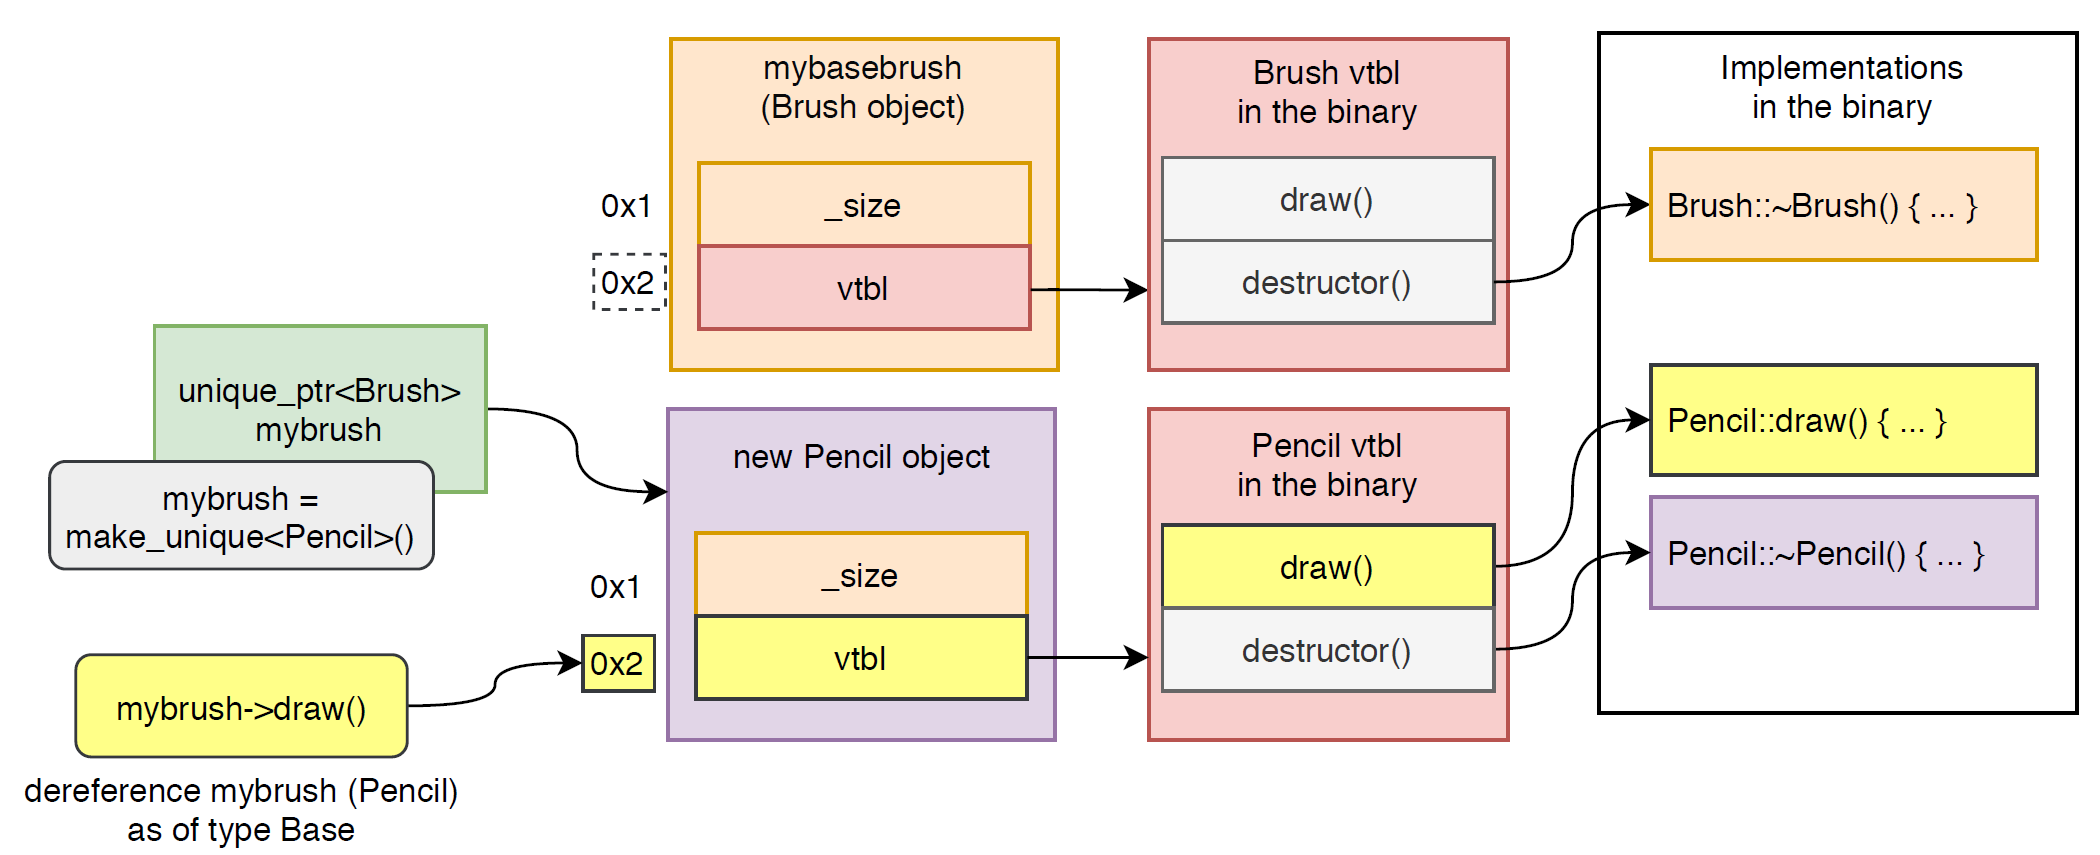 mybasebrush
(Brush object)
0x1
_size
0x2
vtbl
Brush vtbl
in the binary
draw()
destructor()
Implementations
in the binary
Brush::~Brush() { ... }
Pencil::draw() { ... }
Pencil::~Pencil() { ... }
unique_ptr<Brush>
mybrush
mybrush =
make_unique<Pencil>()
new Pencil object
0x1
_size
0x2
vtbl
Pencil vtbl
in the binary
draw()
destructor()
mybrush->draw()
dereference mybrush (Pencil)
as of type Base